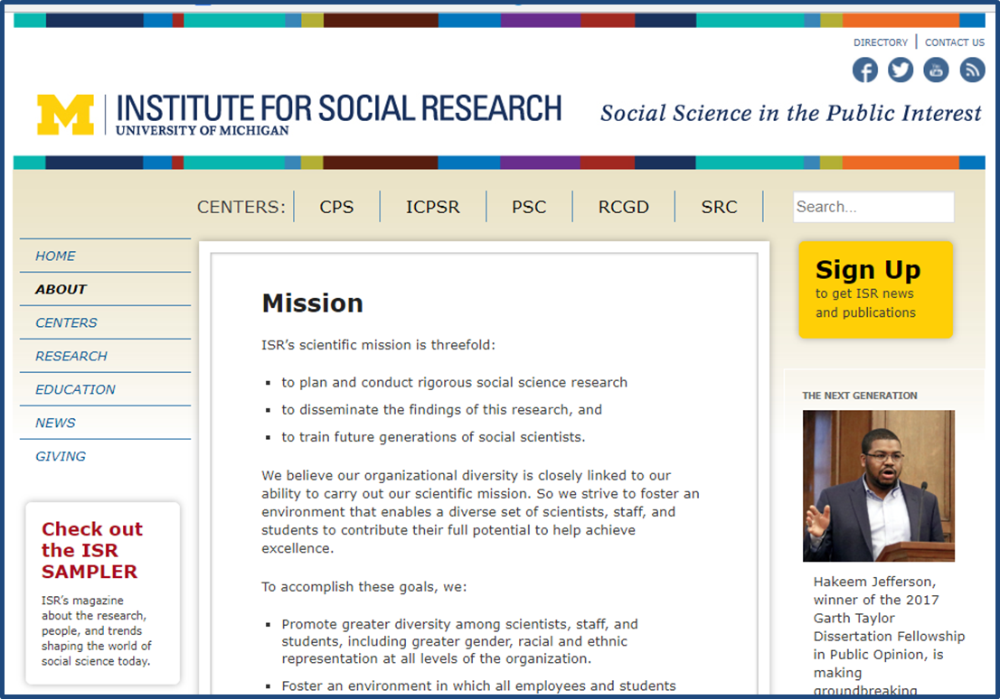 DIRECTORY | CONTACT US
M
INSTITUTE FOR SOCIAL RESEARCH
UNIVERSITY OF MICHIGAN
Social Science in the Public Interest
CENTERS: CPS ICPSR PSC RCGD SRC
Search...
HOME
ABOUT
CENTERS
RESEARCH
EDUCATION
NEWS
GIVING
Check out
the ISR
SAMPLER
ISR’s magazine
about the research,
people, and trends
shaping the world of
social science today.
Mission
ISR’s scientific mission is threefold:
▪ to plan and conduct rigorous social science research
▪ to disseminate the findings of this research, and
▪ to train future generations of social scientists.
We believe our organizational diversity is closely linked to our
ability to carry out our scientific mission. So we strive to foster an
environment that enables a diverse set of scientists, staff, and
students to contribute their full potential to help achieve
excellence.
To accomplish these goals, we:
▪ Promote greater diversity among scientists, staff, and
students, including greater gender, racial and ethnic
representation at all levels of the organization.
▪ Foster an environment in which all employees and students
Sign Up
to get ISR news
and publications
THE NEXT GENERATION
Hakeem Jefferson,
winner of the 2017
Garth Taylor
Dissertation Fellowship
in Public Opinion, is
making
groundbreaking